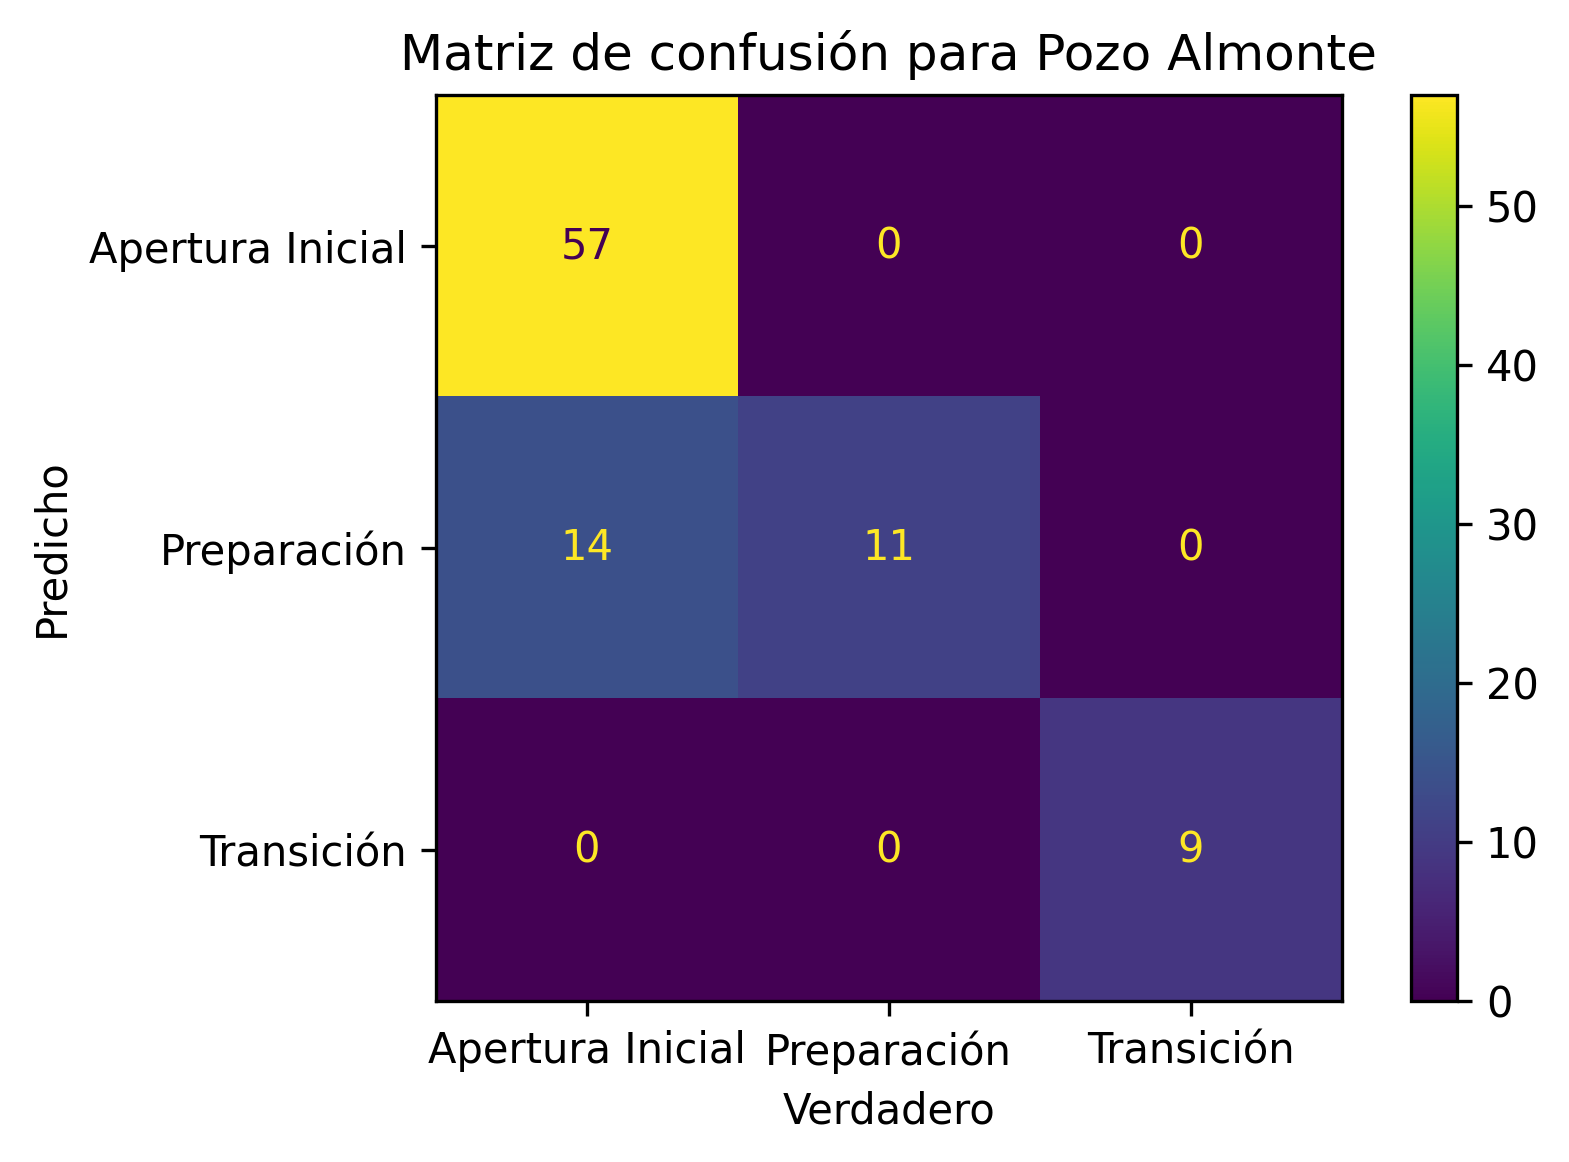 Matriz de confusión para Pozo Almonte
Apertura Inicial
57 0 0
Preparación
14 11 0
Transición
0 0 9
Apertura Inicial Preparación Transición
Verdadero
Predicho
50
40
30
20
10
0